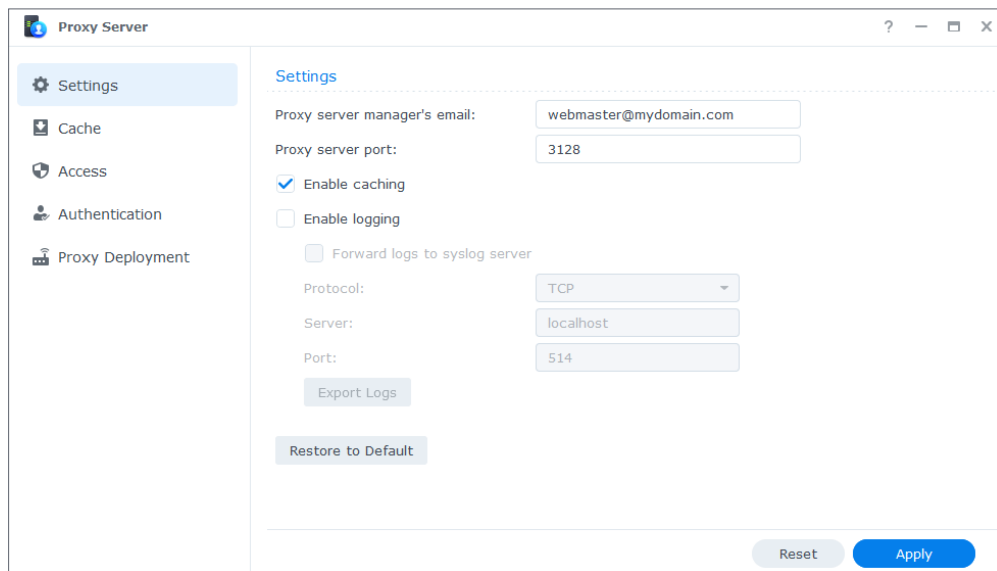 Proxy Server
Settings
Cache
Access
Authentication
Proxy Deployment
Settings
Proxy server manager's email: webmaster@mydomain.com
Proxy server port: 3128
Enable caching
Enable logging
Forward logs to syslog server
Protocol: TCP
Server: localhost
Port: 514
Export Logs
Restore to Default
Reset Apply